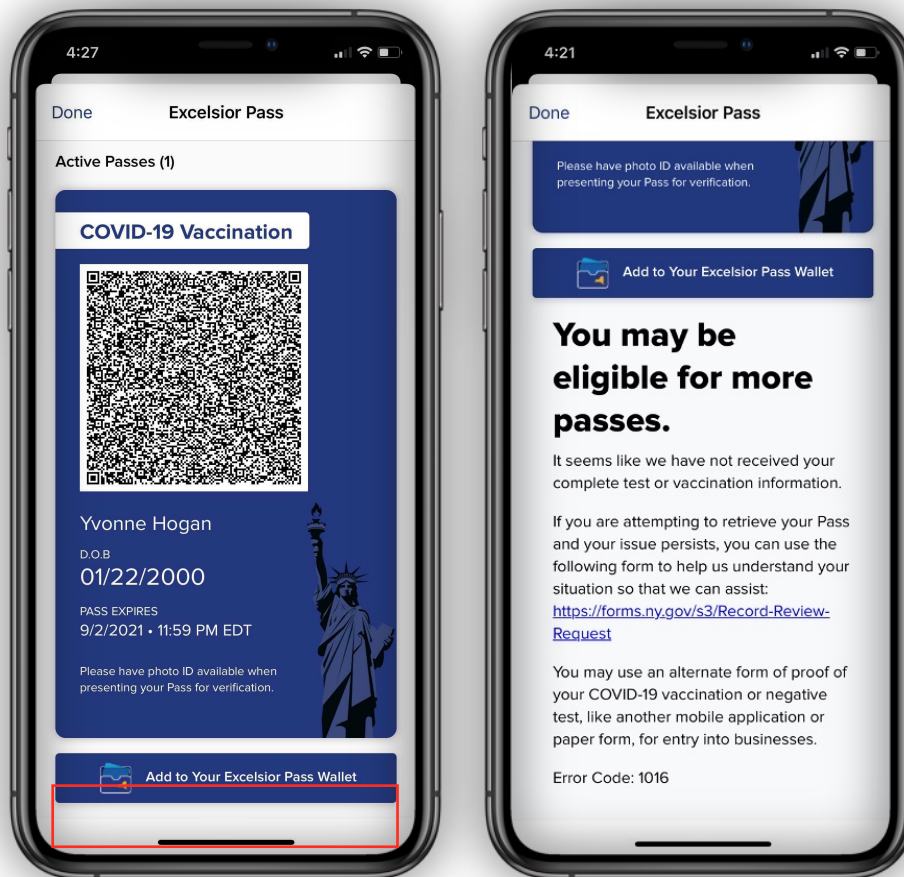 4:27
Done
Excelsior Pass
Active Passes (1)
COVID-19 Vaccination
Yvonne Hogan
D.O.B
01/22/2000
PASS EXPIRES
9/2/2021 • 11:59 PM EDT
Please have photo ID available when
presenting your Pass for verification.
Add to Your Excelsior Pass Wallet
4:21
Done
Excelsior Pass
Please have photo ID available when
presenting your Pass for verification.
Add to Your Excelsior Pass Wallet
You may be
eligible for more
passes.
It seems like we have not received your
complete test or vaccination information.
If you are attempting to retrieve your Pass
and your issue persists, you can use the
following form to help us understand your
situation so that we can assist:
https://forms.ny.gov/s3/Record-Review-
Request
You may use an alternate form of proof of
your COVID-19 vaccination or negative
test, like another mobile application or
paper form, for entry into businesses.
Error Code: 1016